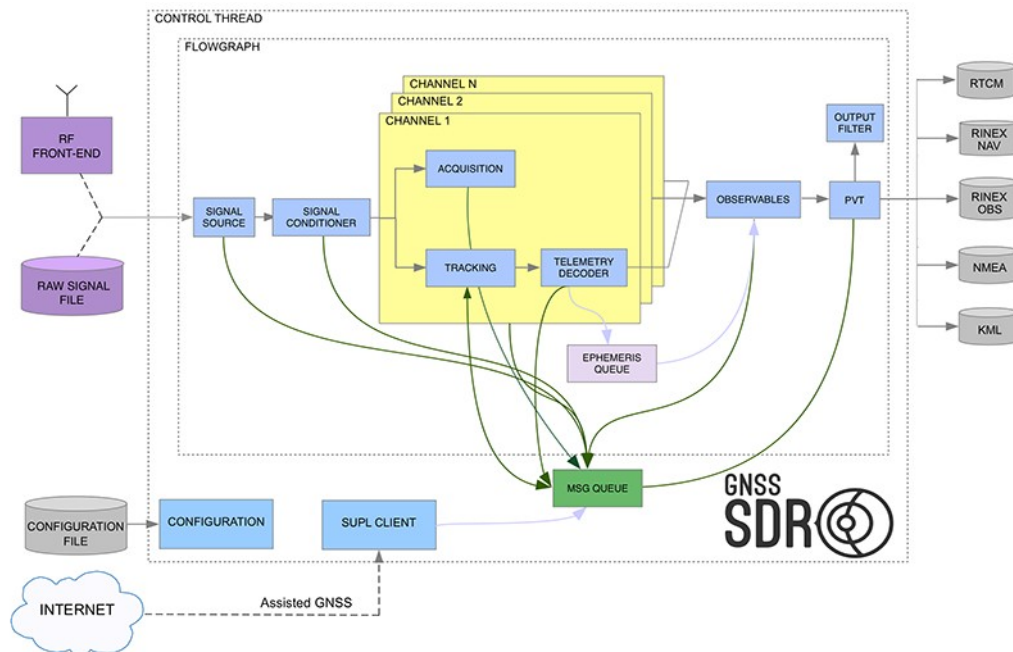 CONTROL THREAD
FLOWGRAPH
CHANNEL N
CHANNEL 2
CHANNEL 1
RF
FRONT-END
RAW SIGNAL
FILE
SIGNAL
SOURCE
SIGNAL
CONDITIONER
ACQUISITION
TRACKING
TELEMETRY
DECODER
EPHEMERIS
QUEUE
OBSERVABLES
OUTPUT
FILTER
PVT
RTCM
RINEX
NAV
RINEX
OBS
NMEA
KML
MSG QUEUE
GNSS
SDR
CONFIGURATION
FILE
CONFIGURATION
SUPL CLIENT
INTERNET
Assisted GNSS